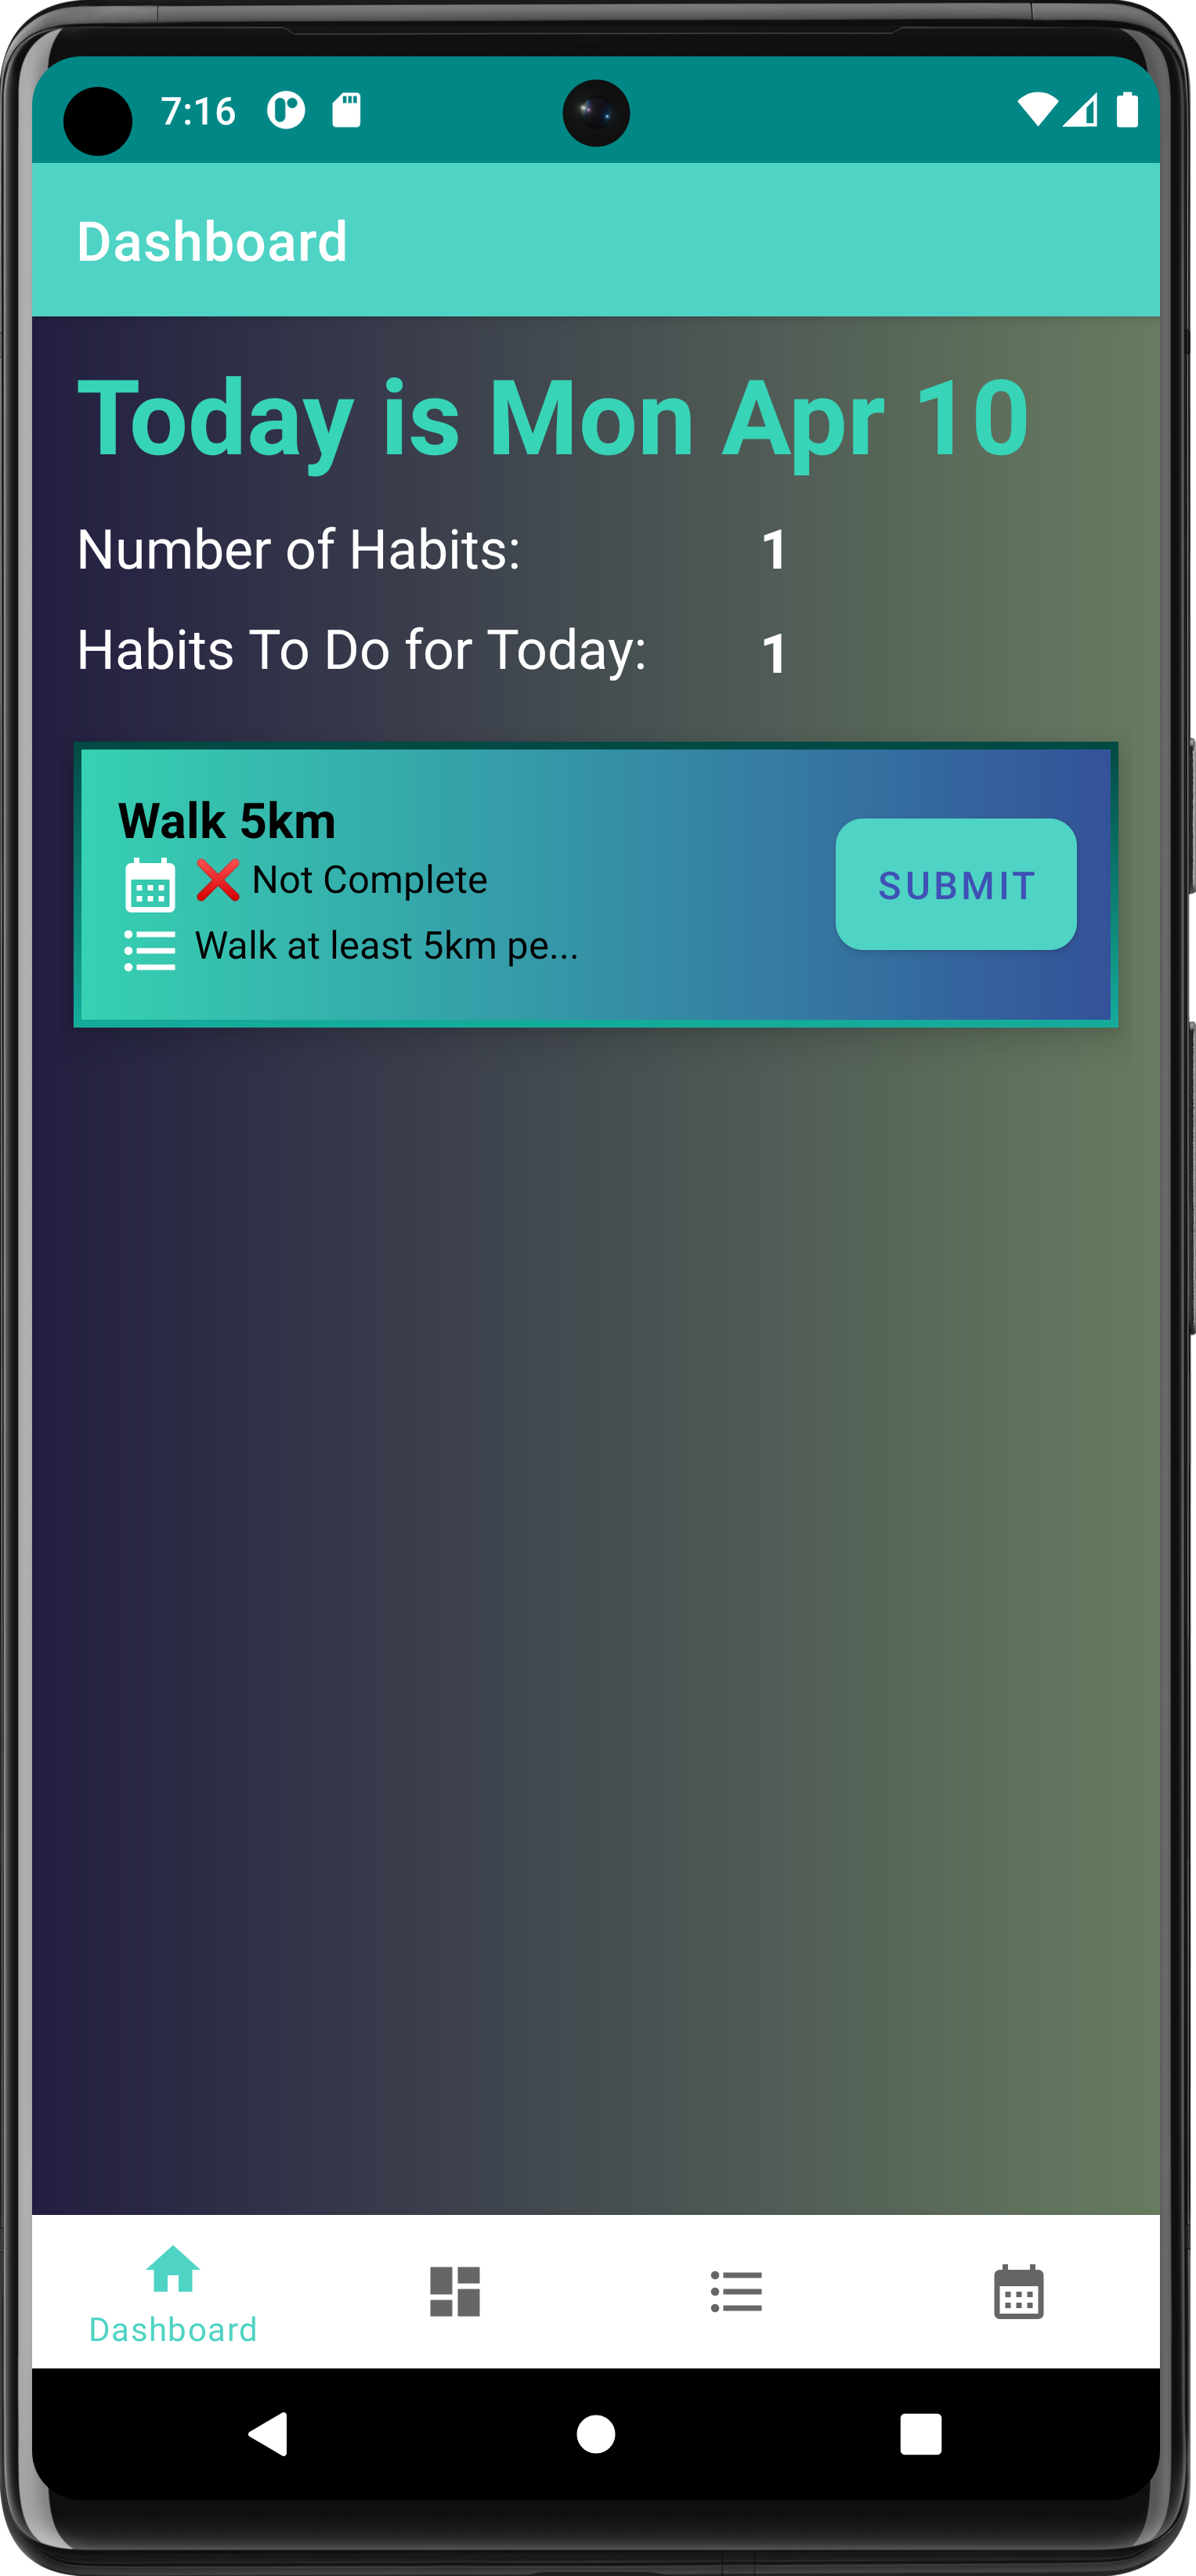 7:16
Dashboard
Today is Mon Apr 10
Number of Habits: 1
Habits To Do for Today: 1
Walk 5km
❌ Not Complete
SUBMIT
Walk at least 5km pe...
Dashboard